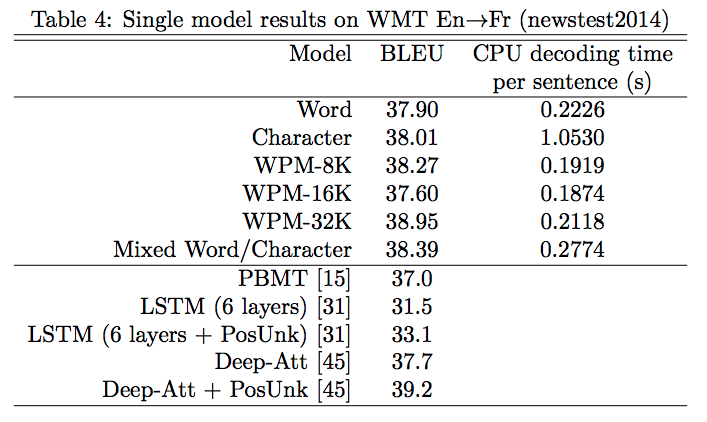 Table 4: Single model results on WMT En→Fr (newstest2014)
Model BLEU CPU decoding time
per sentence (s)
Word 37.90 0.2226
Character 38.01 1.0530
WPM-8K 38.27 0.1919
WPM-16K 37.60 0.1874
WPM-32K 38.95 0.2118
Mixed Word/Character 38.39 0.2774
PBMT [15] 37.0
LSTM (6 layers) [31] 31.5
LSTM (6 layers + PosUnk) [31] 33.1
Deep-Att [45] 37.7
Deep-Att + PosUnk [45] 39.2